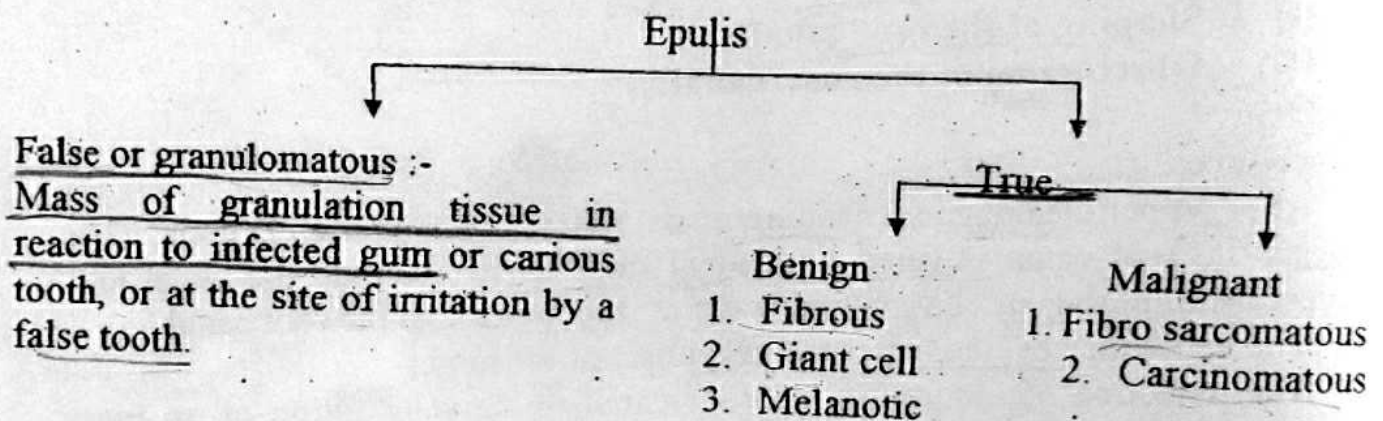 Epulis
False or granulomatous :-
Mass of granulation tissue in
reaction to infected gum or carious
tooth, or at the site of irritation by a
false tooth.
True
Benign
1. Fibrous
2. Giant cell
3. Melanotic
Malignant
1. Fibro sarcomatous
2. Carcinomatous